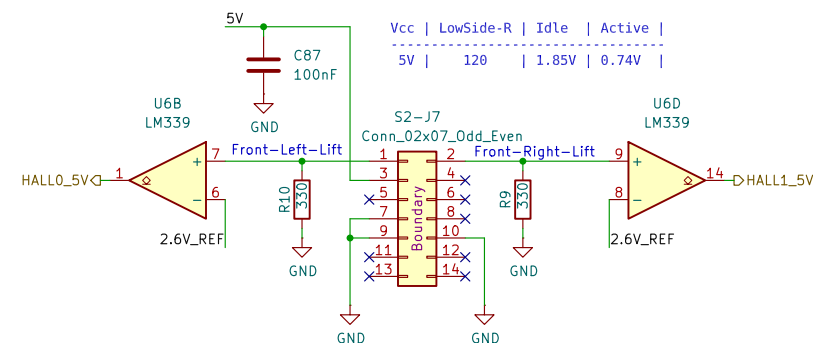 5V
Vcc | LowSide-R | Idle | Active |
----------------------------------
5V | 120 | 1.85V | 0.74V |
C87
100nF
GND
U6B
LM339
U6D
LM339
S2-J7
Conn_02x07_Odd_Even
Front-Left-Lift
Front-Right-Lift
HALL0_5V
1
7
+
6
-
2.6V_REF
R10
330
GND
1
2
3
4
5
6
7
8
9
10
11
12
13
14
Boundary
R9
330
GND
9
+
8
-
14
HALL1_5V
2.6V_REF
GND
GND